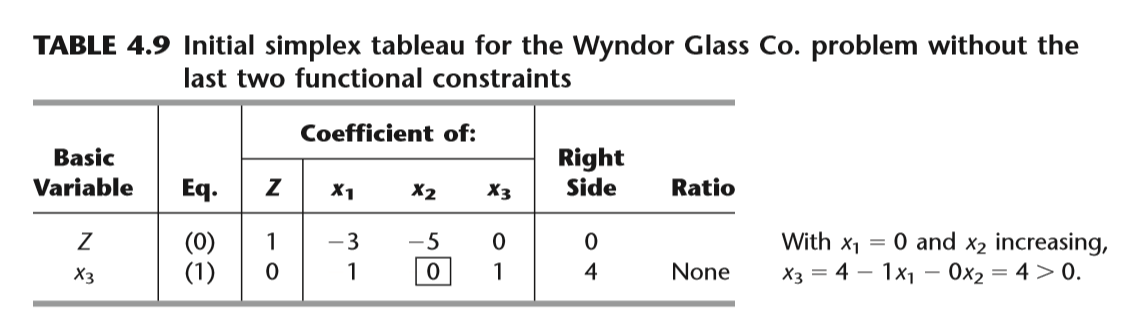 TABLE 4.9 Initial simplex tableau for the Wyndor Glass Co. problem without the
last two functional constraints
Coefficient of:
Basic Variable Eq. Z x1 x2 x3 Right Side Ratio
Z (0) 1 −3 −5 0 0
x3 (1) 0 1 0 1 4 None
With x1 = 0 and x2 increasing,
x3 = 4 − 1x1 − 0x2 = 4 > 0.